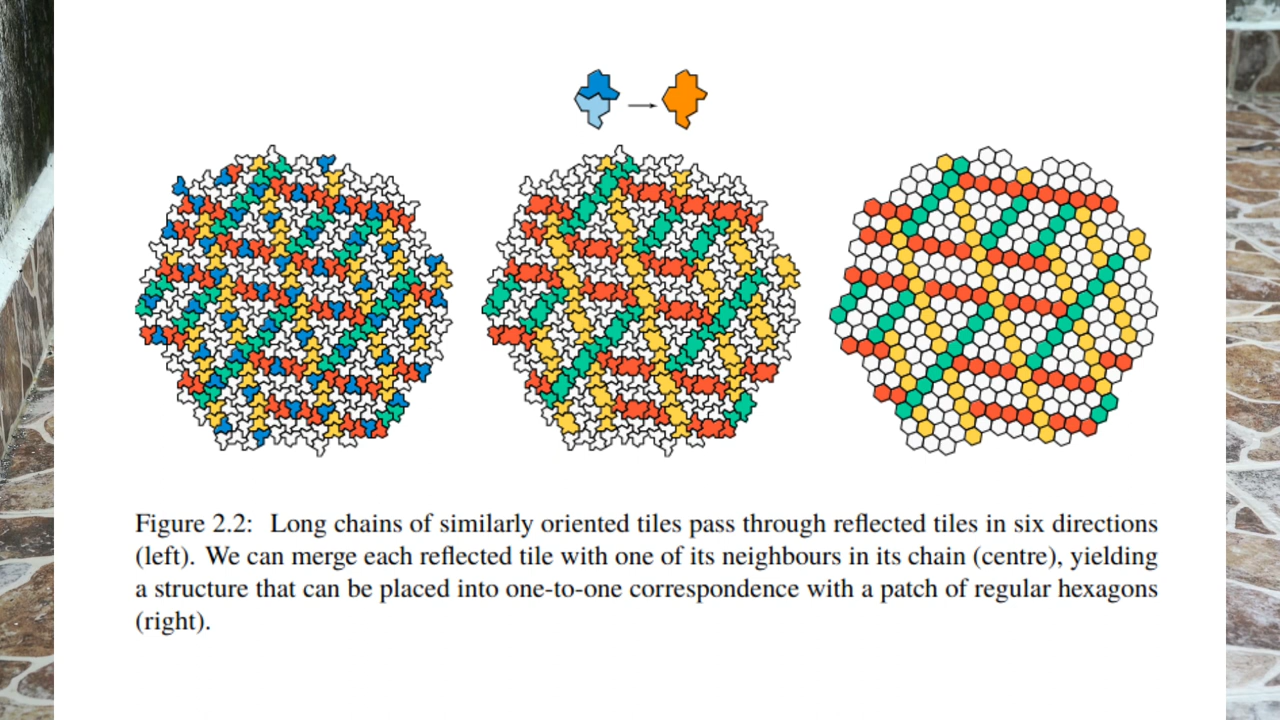 Figure 2.2: Long chains of similarly oriented tiles pass through reflected tiles in six directions
(left). We can merge each reflected tile with one of its neighbours in its chain (centre), yielding
a structure that can be placed into one-to-one correspondence with a patch of regular hexagons
(right).